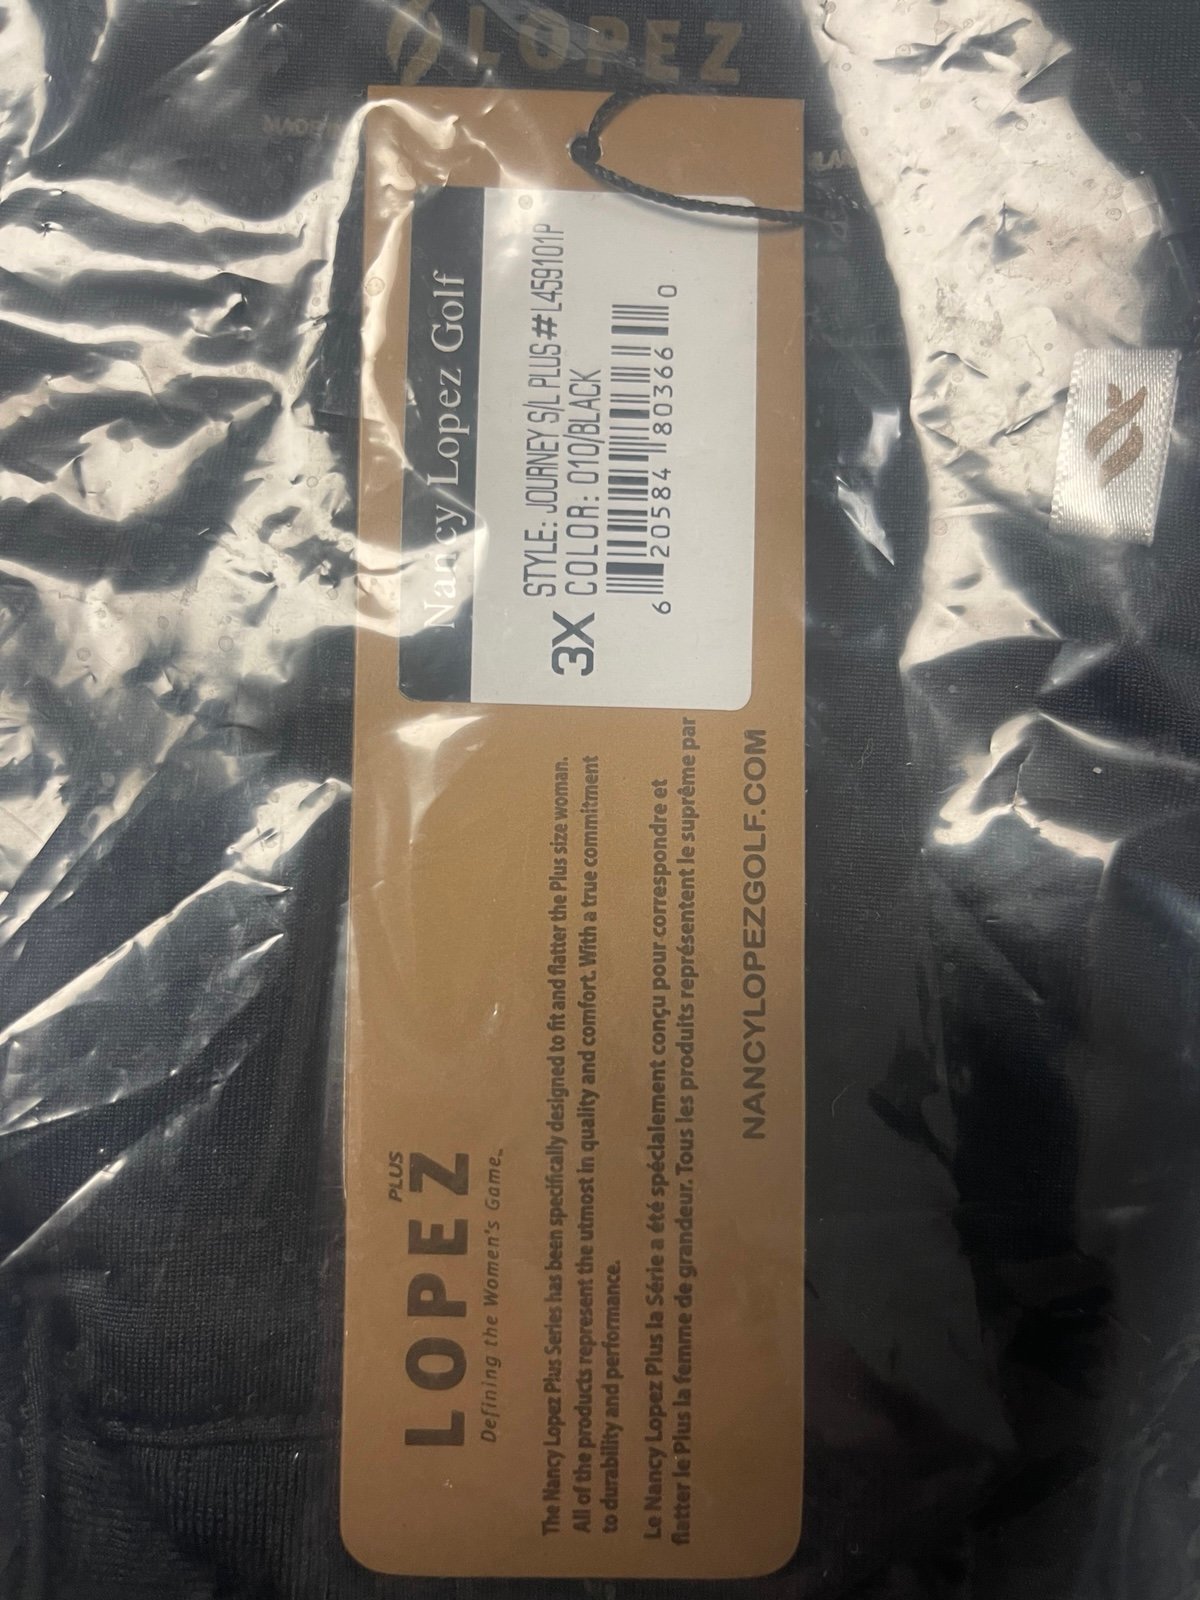 LOPEZ
MADE IN
Nancy Lopez Golf
STYLE: JOURNEY S/L PLUS # L459101P
3X COLOR: 010/BLACK
6 20584 80366 0
PLUS
LOPEZ
Defining the Women's Game™
The Nancy Lopez Plus Series has been specifically designed to fit and flatter the Plus size woman.
All of the products represent the utmost in quality and comfort. With a true commitment
to durability and performance.
Le Nancy Lopez Plus la Série a été spécialement conçu pour correspondre et
flatter le Plus la femme de grandeur. Tous les produits représentent le suprême par
NANCYLOPEZGOLF.COM